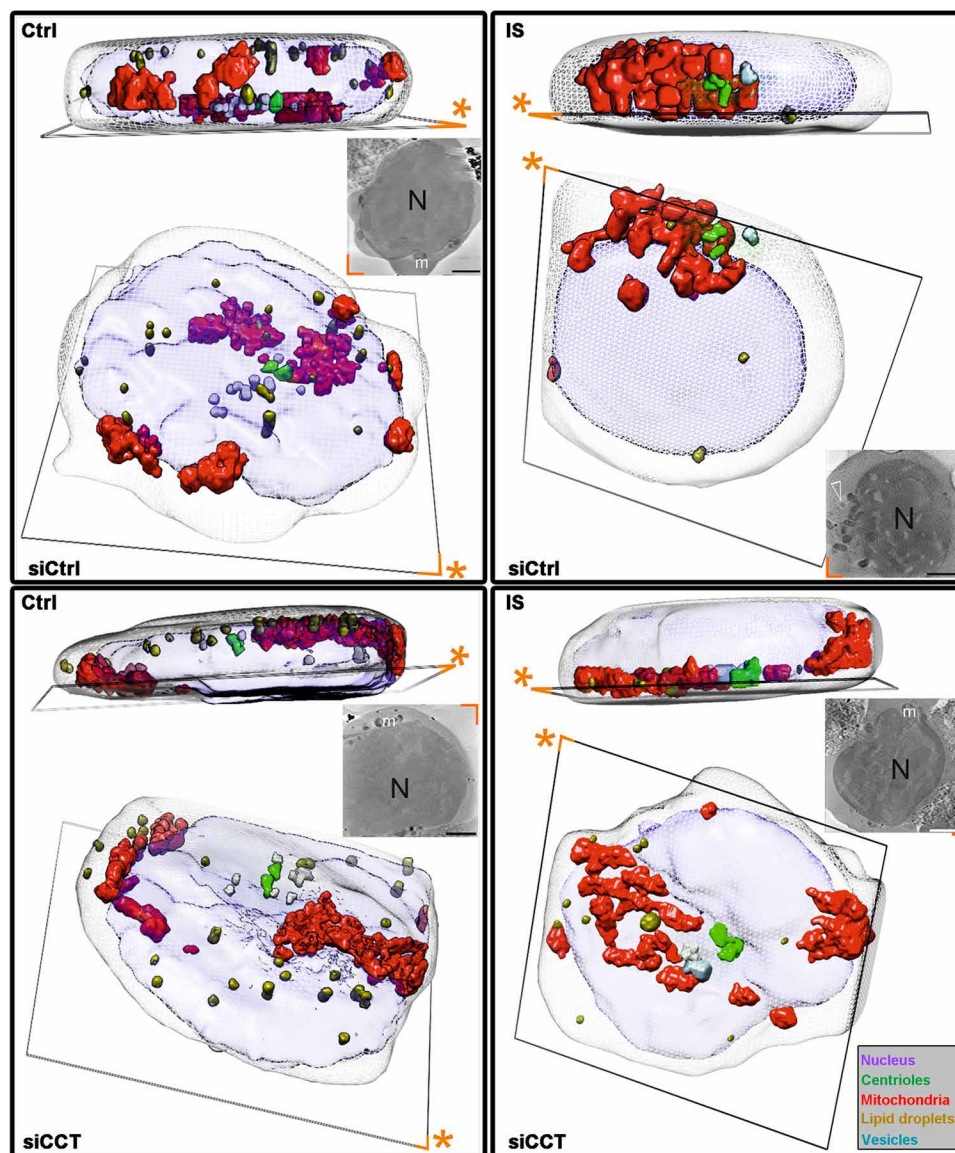 Ctrl
*
N
m
siCtrl
*
IS
*
*
N
siCtrl
Ctrl
*
m
N
siCCT
*
IS
*
*
m
N
siCCT
Nucleus
Centrioles
Mitochondria
Lipid droplets
Vesicles